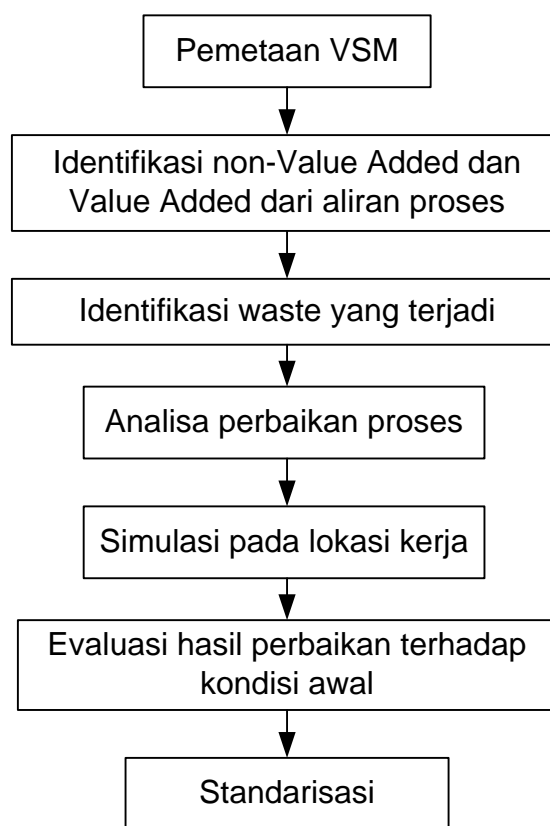 Pemetaan VSM
Identifikasi non-Value Added dan
Value Added dari aliran proses
Identifikasi waste yang terjadi
Analisa perbaikan proses
Simulasi pada lokasi kerja
Evaluasi hasil perbaikan terhadap
kondisi awal
Standarisasi